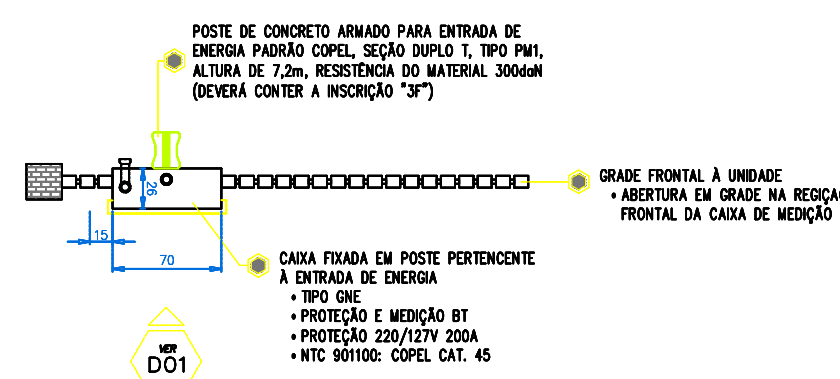 POSTE DE CONCRETO ARMADO PARA ENTRADA DE
ENERGIA PADRÃO COPEL, SEÇÃO DUPLO T, TIPO PM1,
ALTURA DE 7,2m, RESISTÊNCIA DO MATERIAL 300daN
(DEVERÁ CONTER A INSCRIÇÃO "3F")
26
GRADE FRONTAL À UNIDADE
• ABERTURA EM GRADE NA REGIÇÃO
FRONTAL DA CAIXA DE MEDIÇÃO
15
70
CAIXA FIXADA EM POSTE PERTENCENTE
À ENTRADA DE ENERGIA
• TIPO GNE
• PROTEÇÃO E MEDIÇÃO BT
• PROTEÇÃO 220/127V 200A
• NTC 901100: COPEL CAT. 45
VER
D01